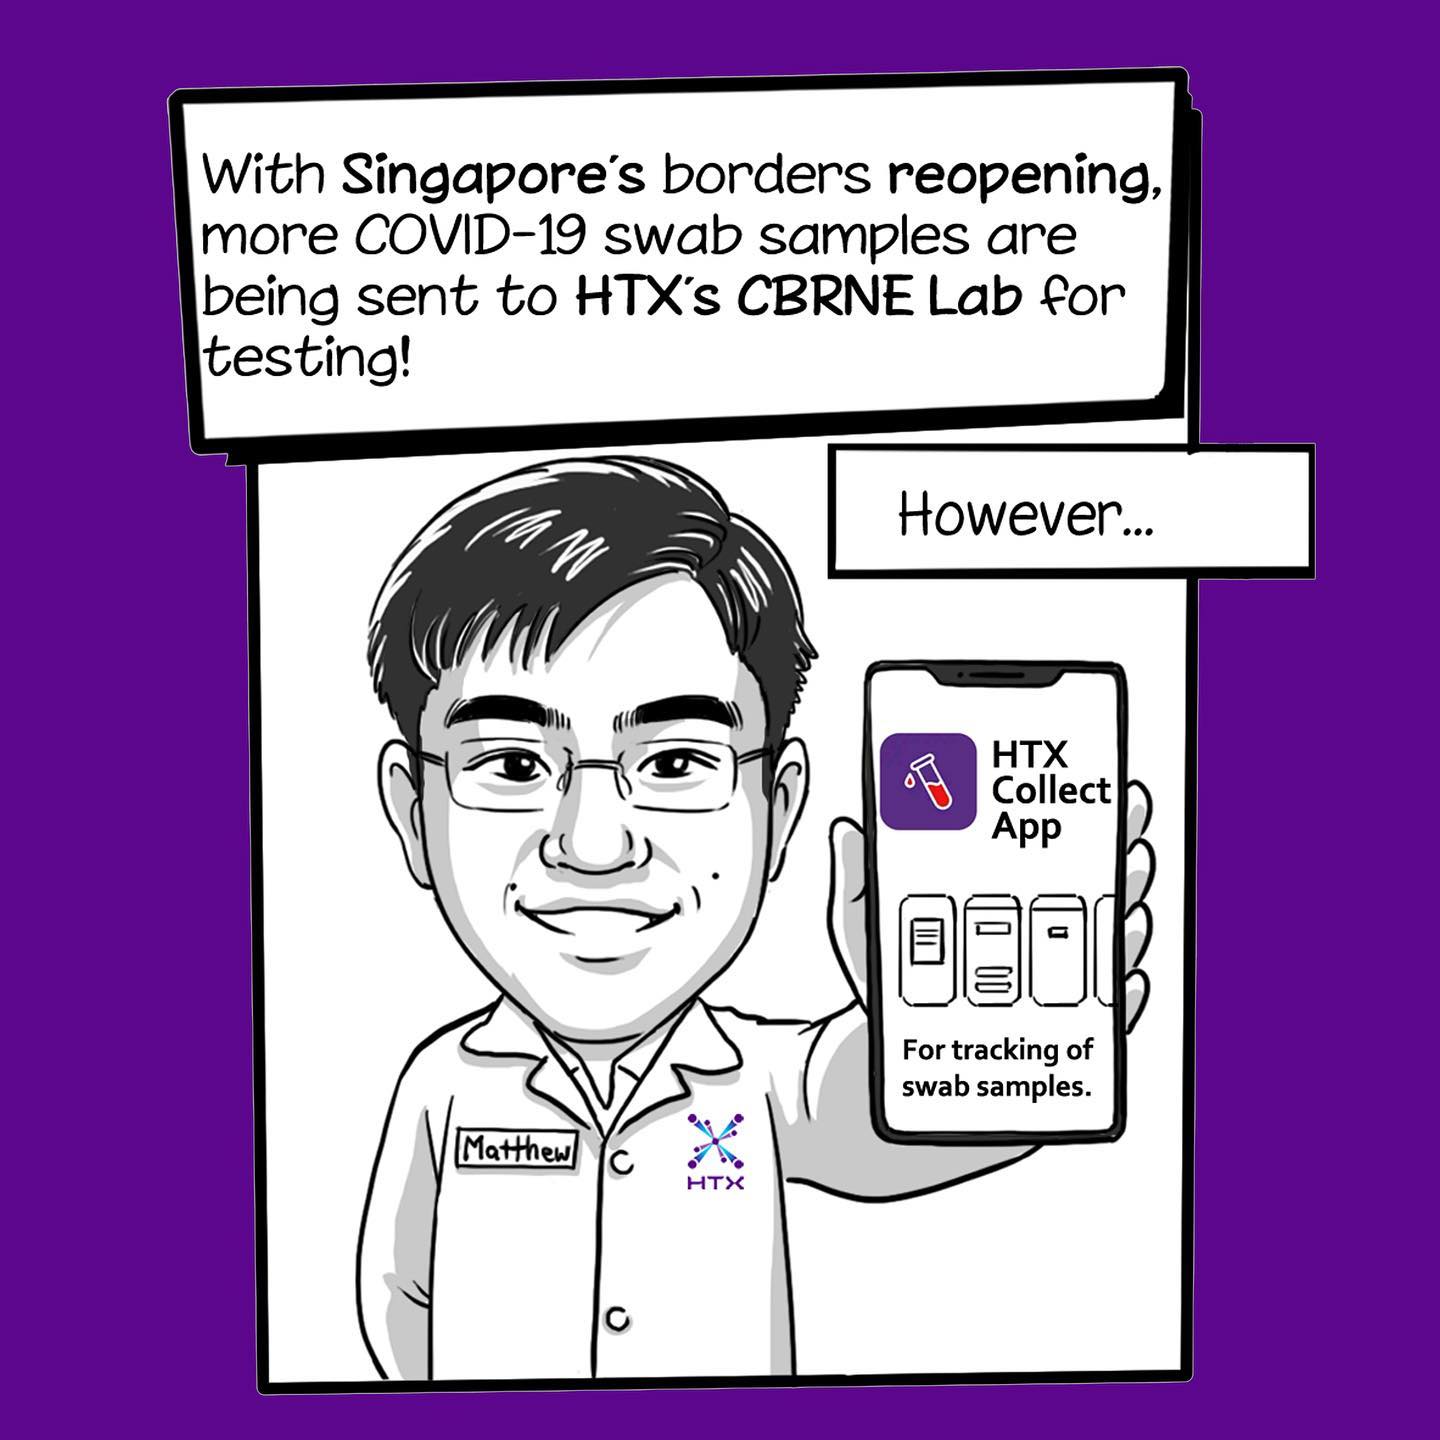 With Singapore's borders reopening,
more COVID-19 swab samples are
being sent to HTX's CBRNE Lab for
testing!
However...
HTX
Collect
App
For tracking of
swab samples.
Matthew
HTX